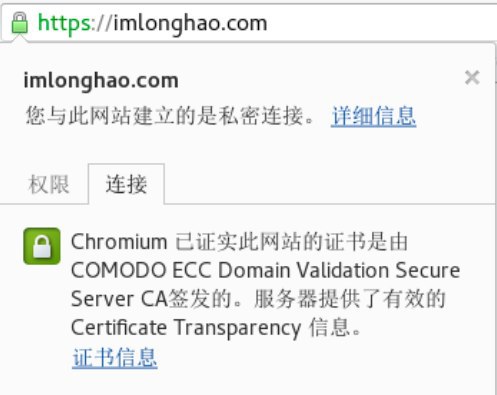 https://imlonghao.com
imlonghao.com
您与此网站建立的是私密连接。 详细信息
权限 连接
Chromium 已证实此网站的证书是由
COMODO ECC Domain Validation Secure
Server CA签发的。服务器提供了有效的
Certificate Transparency 信息。
证书信息